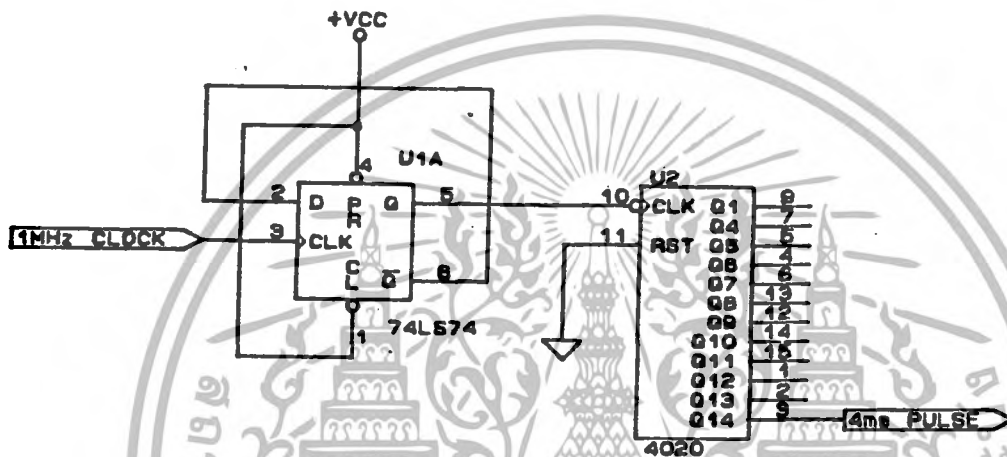 +VCC
4 U1A
2 D PR Q 5
1MHz CLOCK 3 CLK
CL Q 6
1 74LS74
U2
10 CLK Q1 9
Q4 7
11 RST Q5 5
Q6 4
Q7 6
Q8 13
Q9 12
Q10 14
Q11 15
Q12 1
Q13 2
Q14 3 4ms PULSE
4020